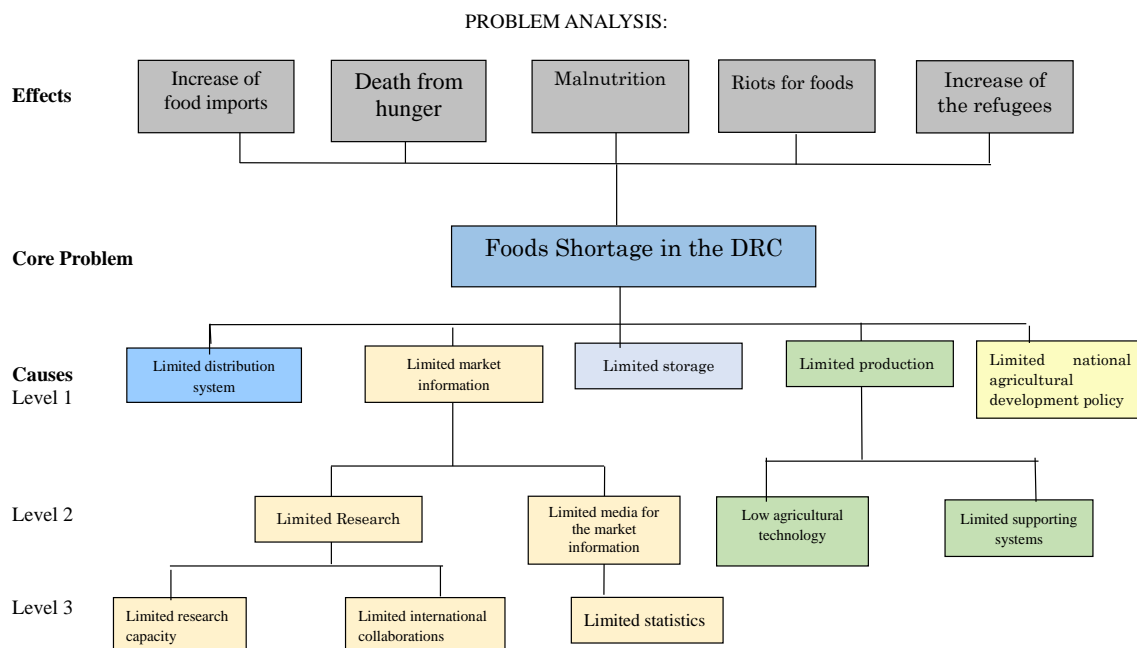 PROBLEM ANALYSIS:
Effects
Increase of
food imports
Death from
hunger
Malnutrition
Riots for foods
Increase of
the refugees
Core Problem
Foods Shortage in the DRC
Causes
Level 1
Limited distribution
system
Limited market
information
Limited storage
Limited production
Limited national
agricultural
development policy
Level 2
Limited Research
Limited media for
the market
information
Low agricultural
technology
Limited supporting
systems
Level 3
Limited research
capacity
Limited international
collaborations
Limited statistics